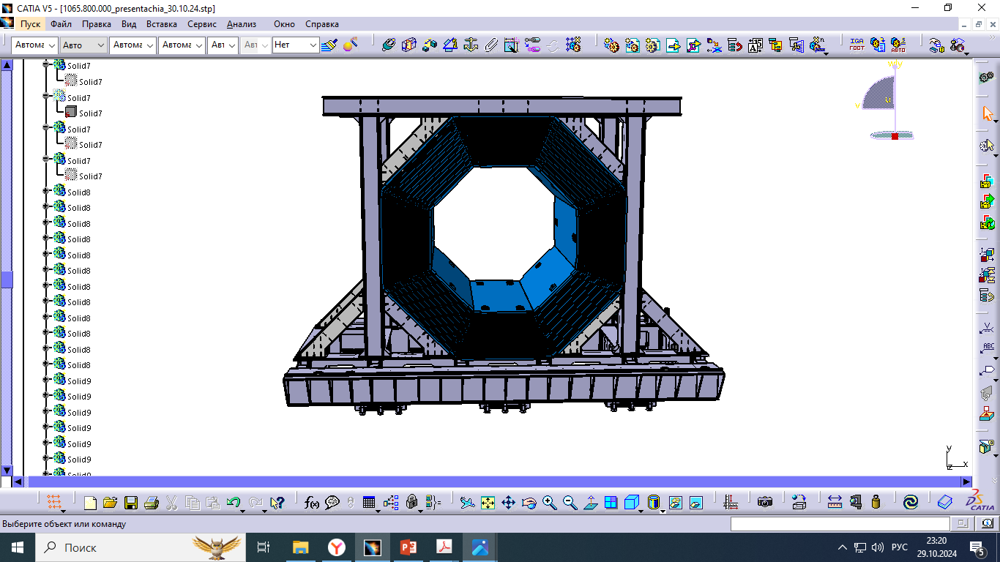 CATIA V5 - [1065.800.000_presentachia_30.10.24.stp]
Пуск Файл Правка Вид Вставка Сервис Анализ Окно Справка
Автома Авто Автома Автома Авт Авт Нет
IGA
ГОСТ
5
АВТО
Solid7
Solid7
Solid7
Solid7
Solid7
Solid7
Solid7
Solid7
Solid8
Solid8
Solid8
Solid8
Solid8
Solid8
Solid8
Solid8
Solid8
Solid8
Solid8
Solid8
Solid9
Solid9
Solid9
Solid9
Solid9
Solid9
Solid9
ABC
y
x
z
f(x)
CATIA
Выберите объект или команду
Поиск
РУС
23:20
29.10.2024
5